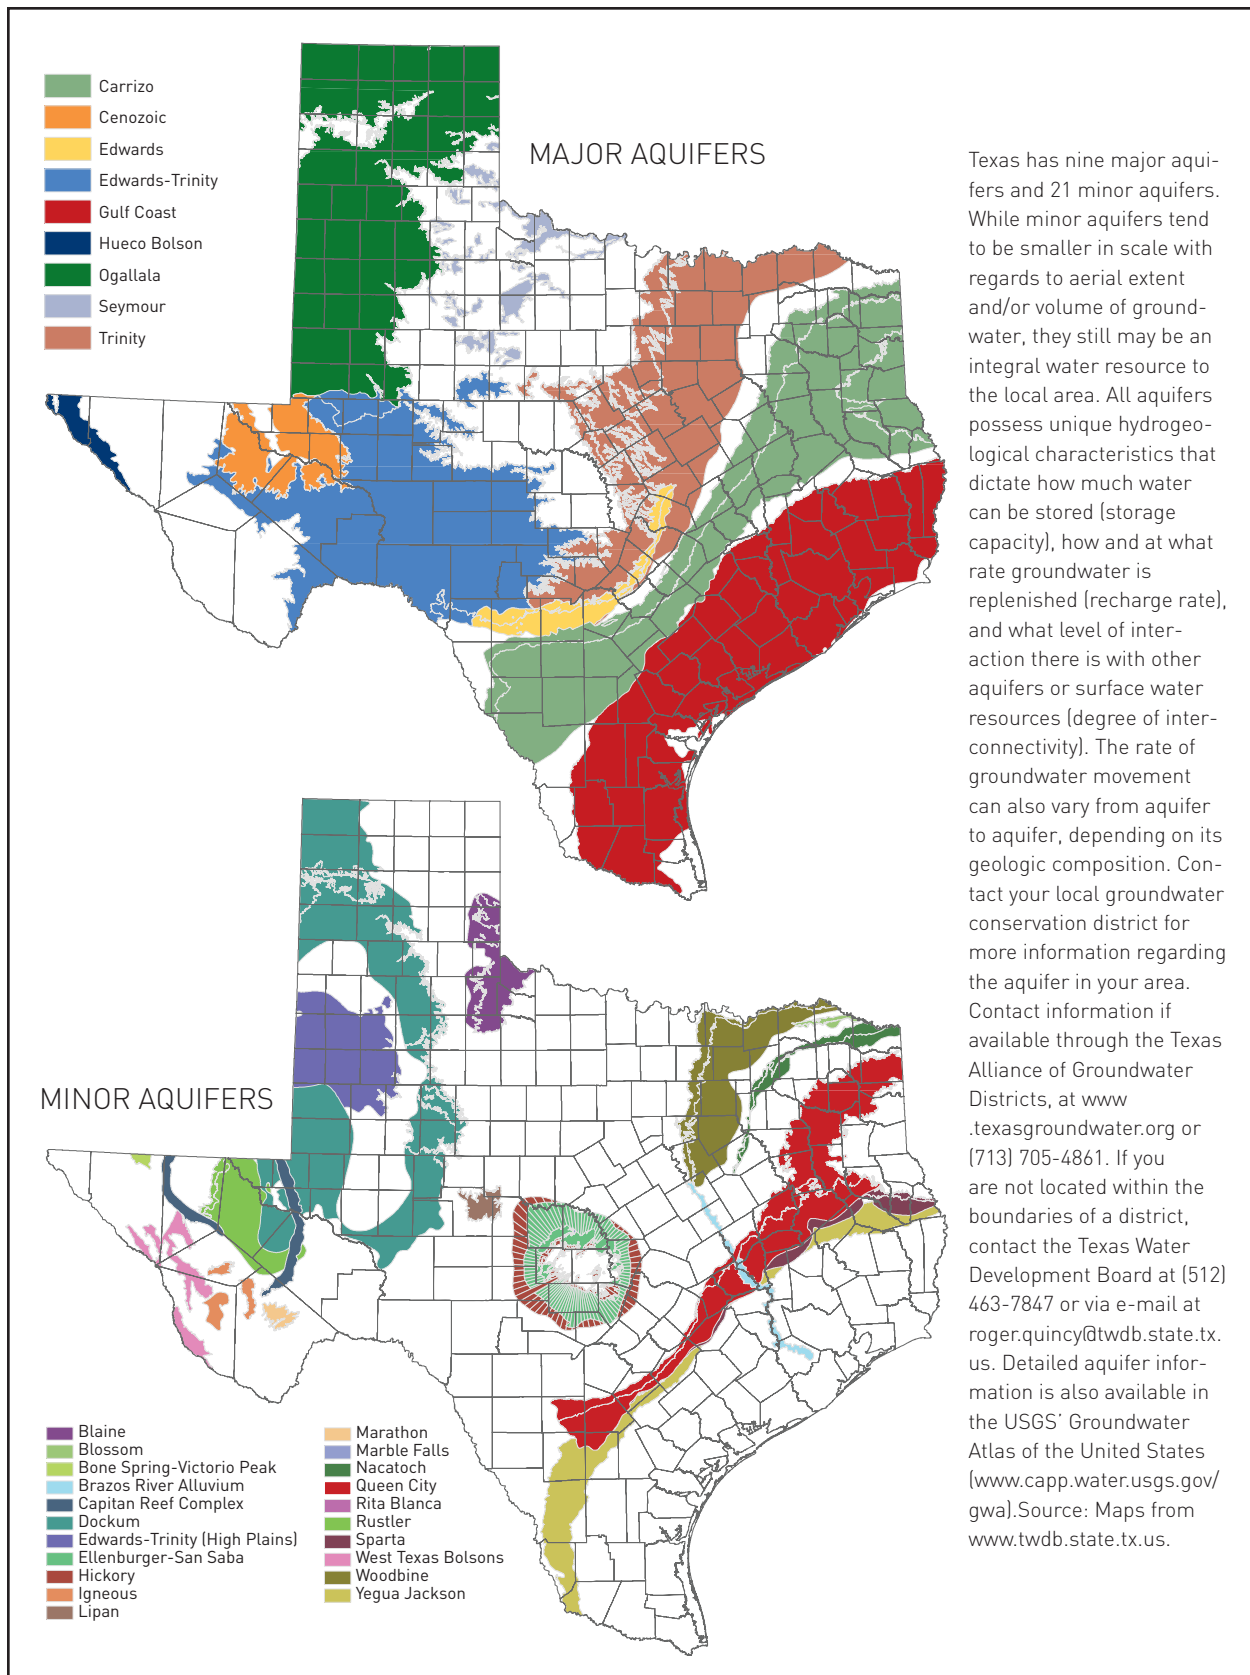 Carrizo
Cenozoic
Edwards
Edwards-Trinity
Gulf Coast
Hueco Bolson
Ogallala
Seymour
Trinity
MAJOR AQUIFERS
MINOR AQUIFERS
Blaine
Blossom
Bone Spring-Victorio Peak
Brazos River Alluvium
Capitan Reef Complex
Dockum
Edwards-Trinity (High Plains)
Ellenburger-San Saba
Hickory
Igneous
Lipan
Marathon
Marble Falls
Nacatoch
Queen City
Rita Blanca
Rustler
Sparta
West Texas Bolsons
Woodbine
Yegua Jackson
Texas has nine major aqui-
fers and 21 minor aquifers.
While minor aquifers tend
to be smaller in scale with
regards to aerial extent
and/or volume of ground-
water, they still may be an
integral water resource to
the local area. All aquifers
possess unique hydrogeo-
logical characteristics that
dictate how much water
can be stored (storage
capacity), how and at what
rate groundwater is
replenished (recharge rate),
and what level of inter-
action there is with other
aquifers or surface water
resources (degree of inter-
connectivity). The rate of
groundwater movement
can also vary from aquifer
to aquifer, depending on its
geologic composition. Con-
tact your local groundwater
conservation district for
more information regarding
the aquifer in your area.
Contact information if
available through the Texas
Alliance of Groundwater
Districts, at www
.texasgroundwater.org or
(713) 705-4861. If you
are not located within the
boundaries of a district,
contact the Texas Water
Development Board at (512)
463-7847 or via e-mail at
roger.quincy@twdb.state.tx.
us. Detailed aquifer infor-
mation is also available in
the USGS' Groundwater
Atlas of the United States
(www.capp.water.usgs.gov/
gwa).Source: Maps from
www.twdb.state.tx.us.